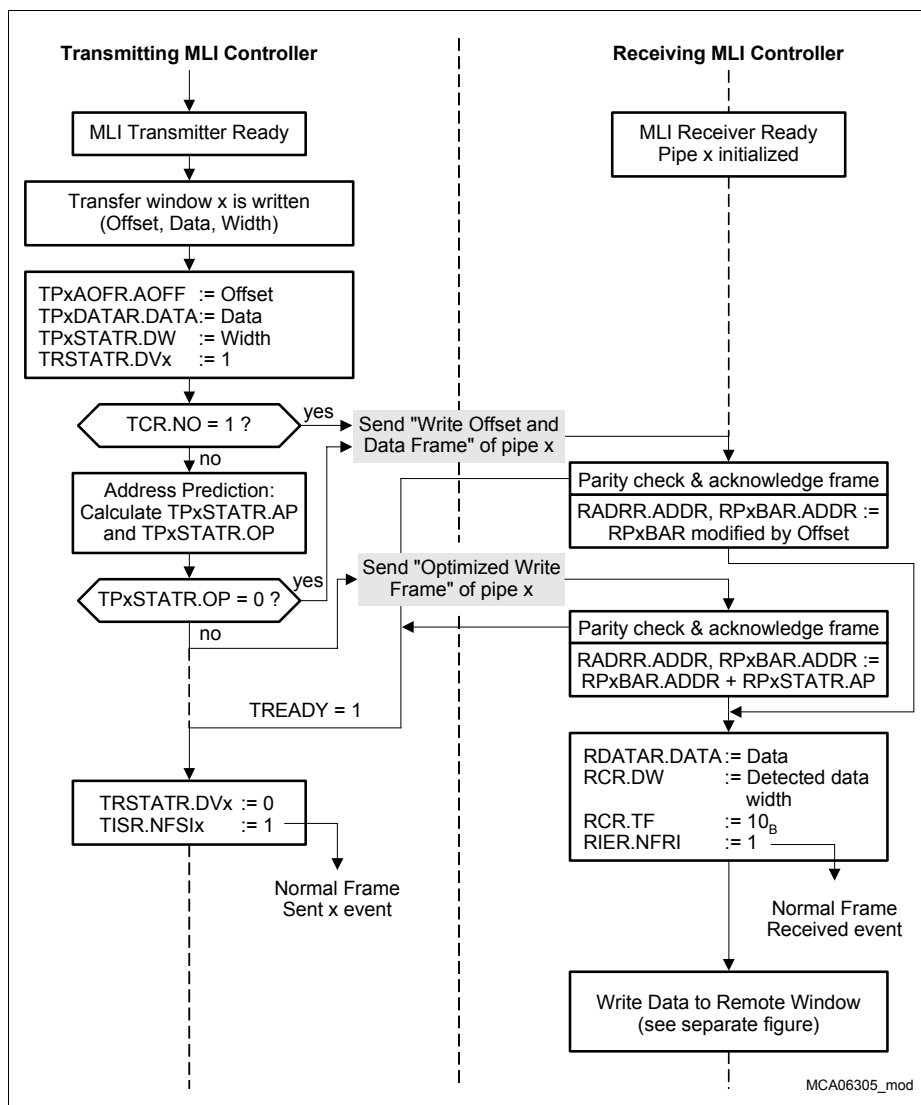 Transmitting MLI Controller
Receiving MLI Controller
MLI Transmitter Ready
MLI Receiver Ready
Pipe x initialized
Transfer window x is written
(Offset, Data, Width)
TPxAOFR.AOFF := Offset
TPxDATAR.DATA:= Data
TPxSTATR.DW := Width
TRSTATR.DVx := 1
TCR.NO = 1 ?
yes
no
Send "Write Offset and
Data Frame" of pipe x
Parity check & acknowledge frame
RADRR.ADDR, RPxBAR.ADDR :=
RPxBAR modified by Offset
Address Prediction:
Calculate TPxSTATR.AP
and TPxSTATR.OP
TPxSTATR.OP = 0 ?
yes
no
Send "Optimized Write
Frame" of pipe x
Parity check & acknowledge frame
RADRR.ADDR, RPxBAR.ADDR :=
RPxBAR.ADDR + RPxSTATR.AP
TREADY = 1
RDATAR.DATA:= Data
RCR.DW := Detected data
width
RCR.TF := 10B
RIER.NFRI := 1
TRSTATR.DVx := 0
TISR.NFSIx := 1
Normal Frame
Sent x event
Normal Frame
Received event
Write Data to Remote Window
(see separate figure)
MCA06305_mod